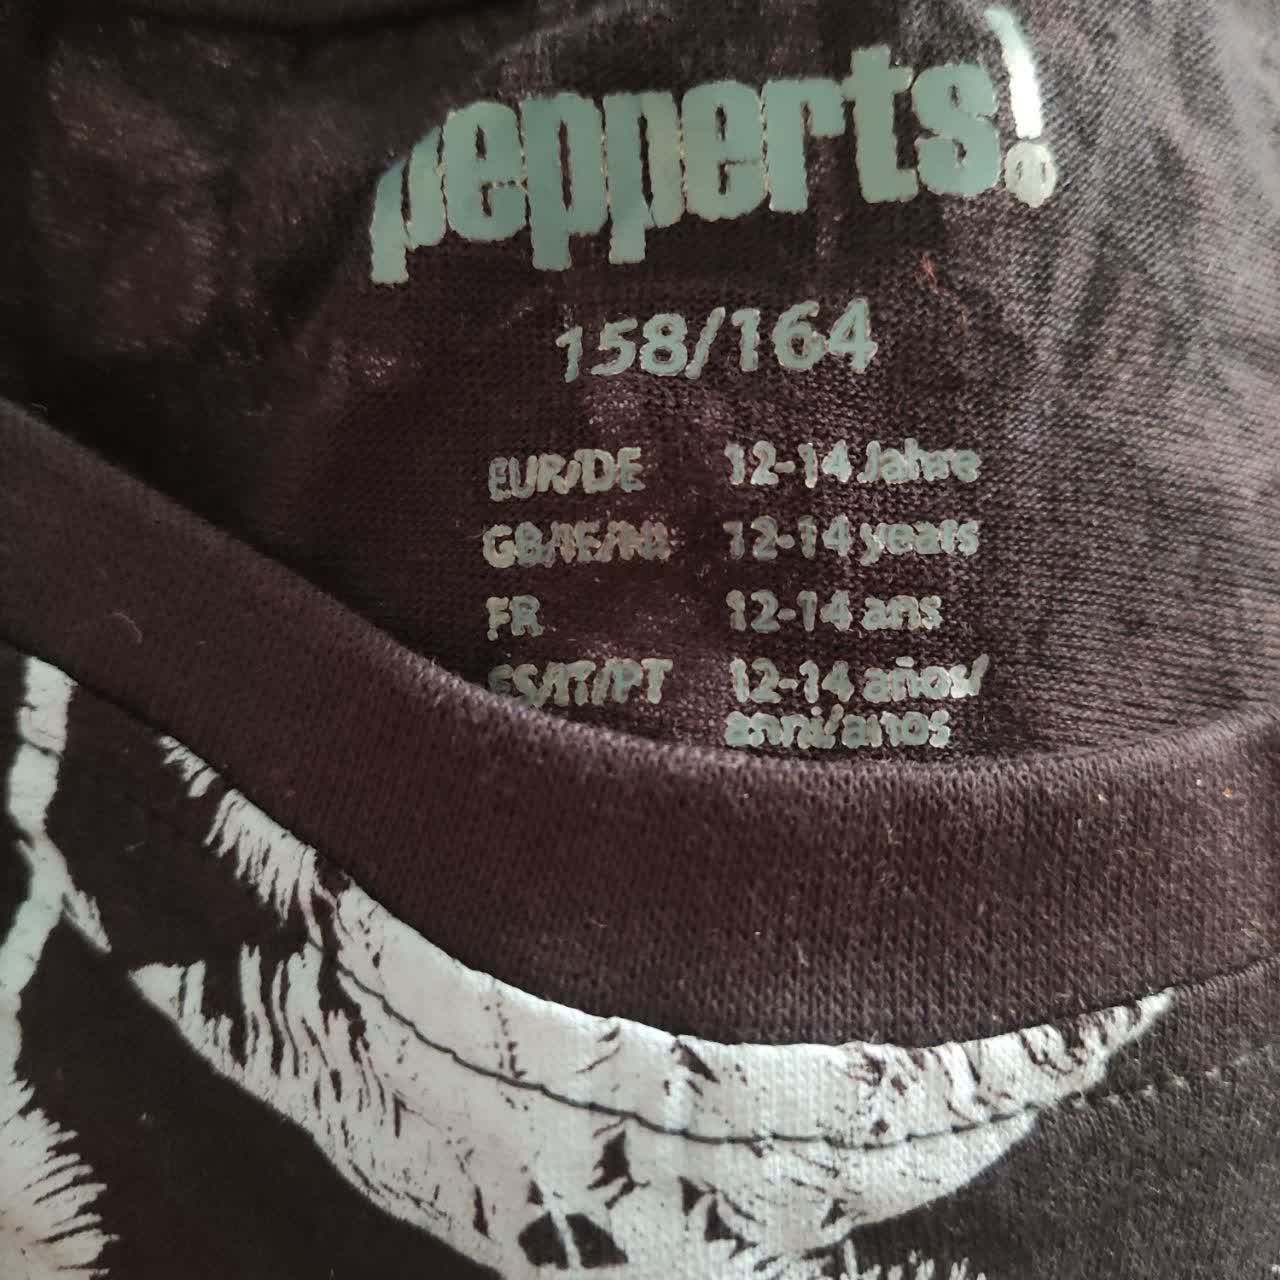 pepperts!
158/164
EUR/DE 12-14 Jahre
GB/IE/NI 12-14 years
FR 12-14 ans
ES/IT/PT 12-14 años/
anni/anos